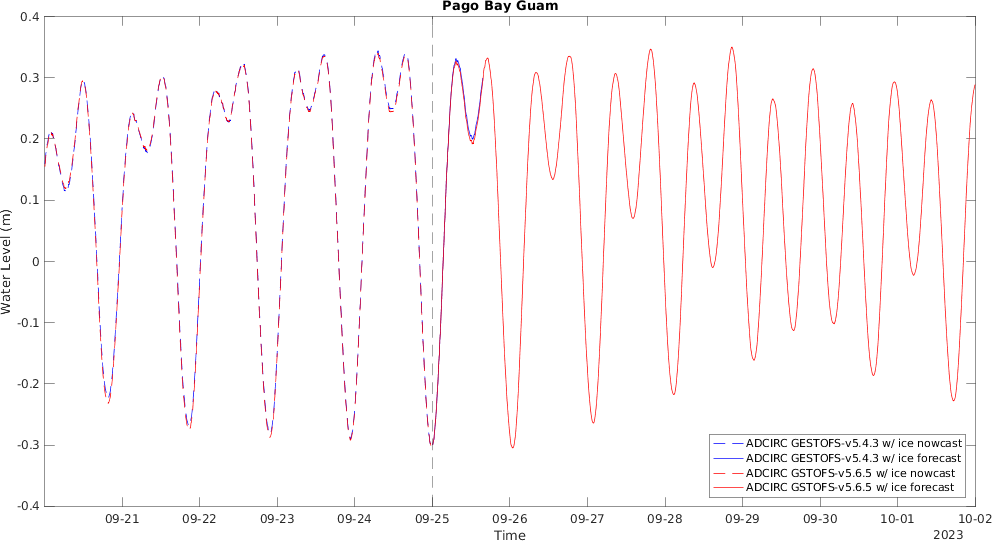 Pago Bay Guam
0.4
0.3
0.2
0.1
0
-0.1
-0.2
-0.3
-0.4
Water Level (m)
09-21 09-22 09-23 09-24 09-25 09-26 09-27 09-28 09-29 09-30 10-01 10-02
Time
2023
ADCIRC GESTOFS-v5.4.3 w/ ice nowcast
ADCIRC GESTOFS-v5.4.3 w/ ice forecast
ADCIRC GSTOFS-v5.6.5 w/ ice nowcast
ADCIRC GSTOFS-v5.6.5 w/ ice forecast